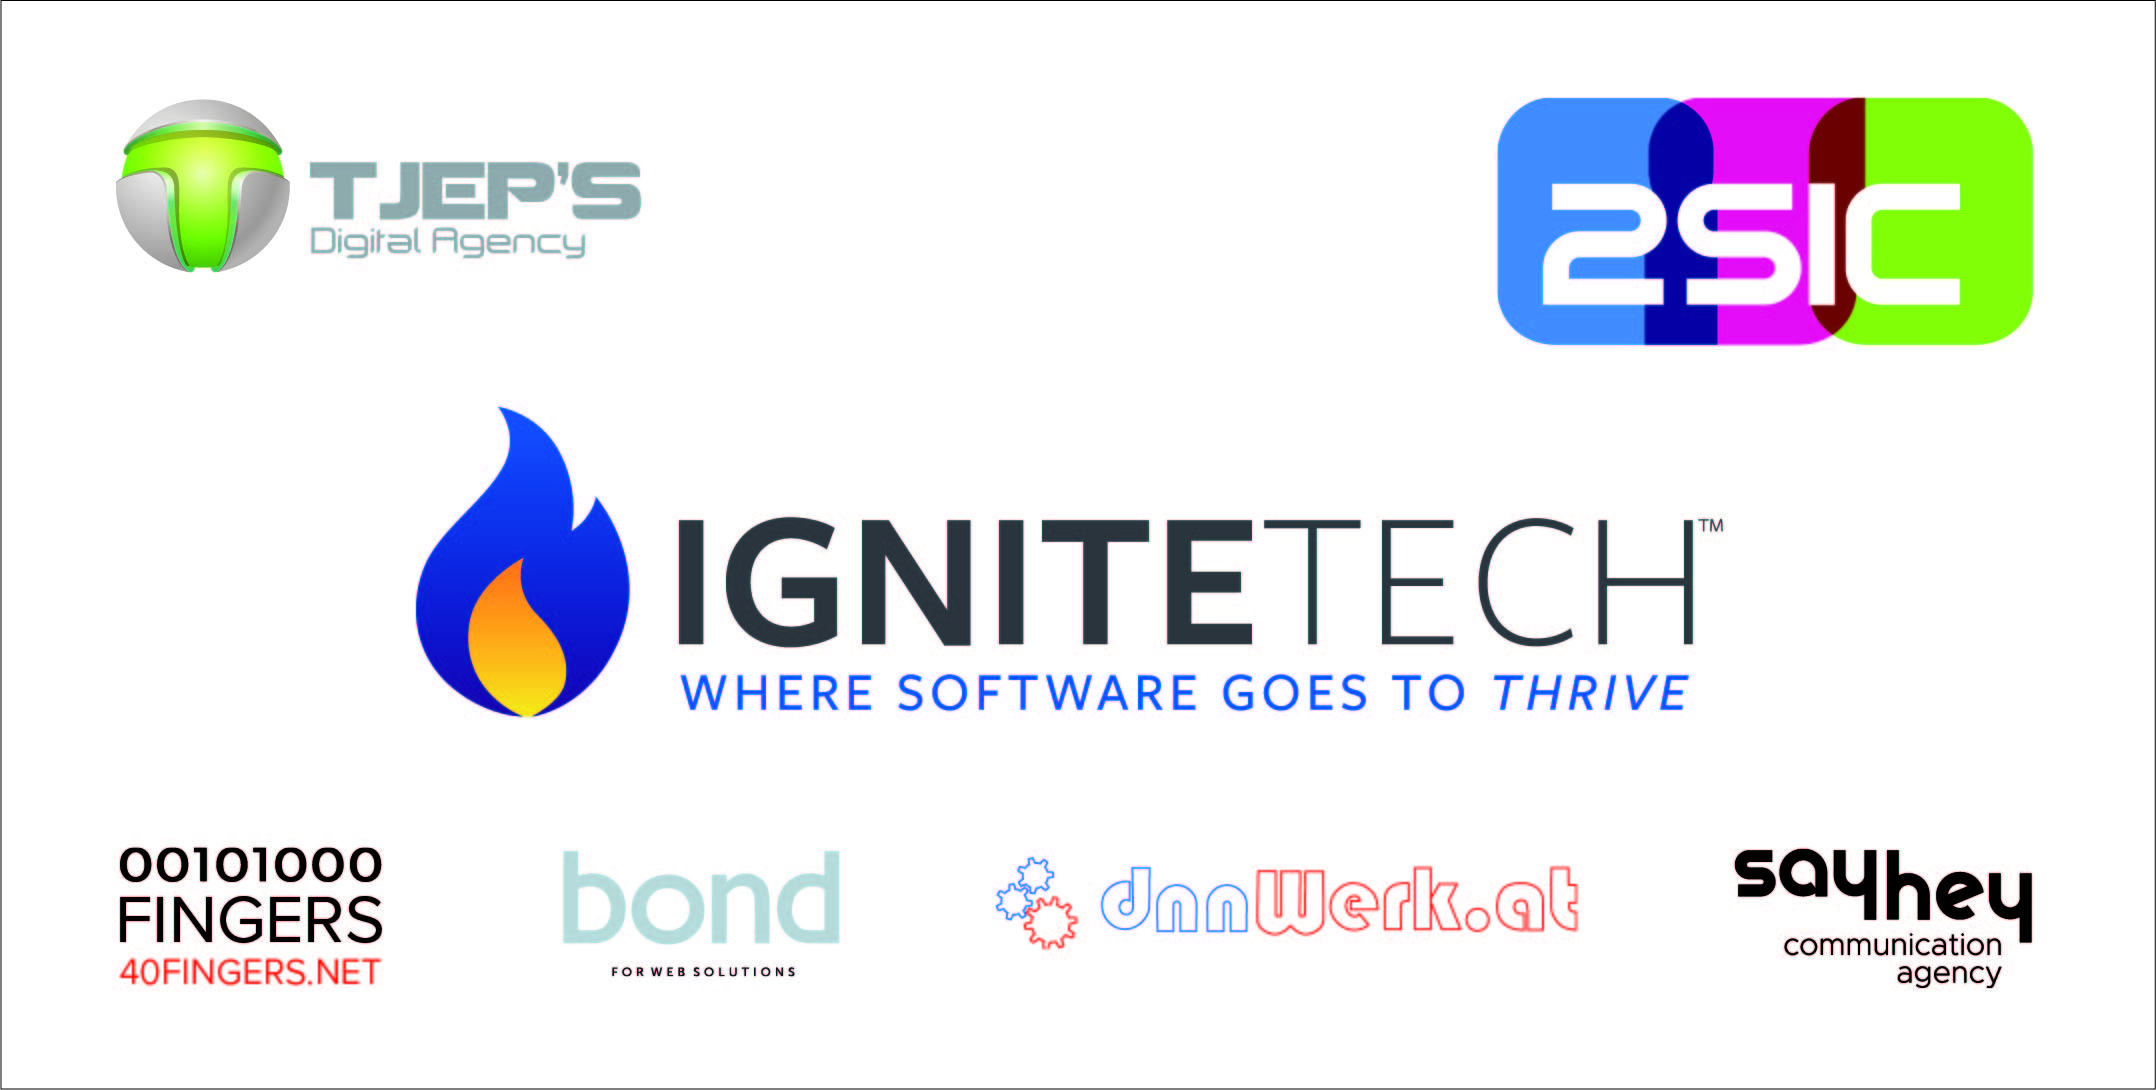 TJEP'S
Digital Agency
2SIC
IGNITETECH™
WHERE SOFTWARE GOES TO THRIVE
00101000
FINGERS
40FINGERS.NET
bond
FOR WEB SOLUTIONS
dnnWerk.at
sayhey
communication
agency